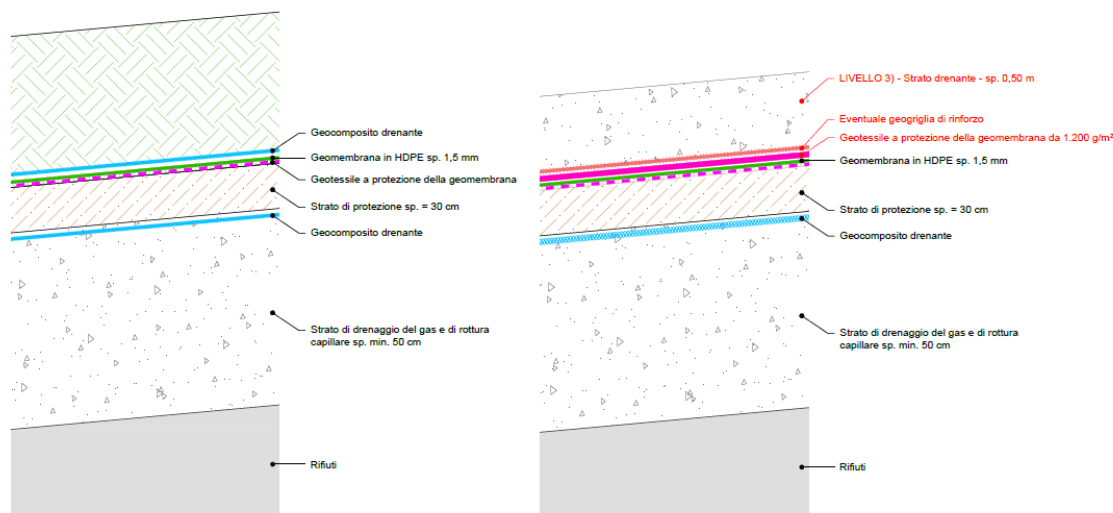 Geocomposito drenante
Geomembrana in HDPE sp. 1,5 mm
Geotessile a protezione della geomembrana
Strato di protezione sp. = 30 cm
Geocomposito drenante
Strato di drenaggio del gas e di rottura
capillare sp. min. 50 cm
Rifiuti
LIVELLO 3) - Strato drenante - sp. 0,50 m
Eventuale geogriglia di rinforzo
Geotessile a protezione della geomembrana da 1.200 g/m²
Geomembrana in HDPE sp. 1,5 mm
Strato di protezione sp. = 30 cm
Geocomposito drenante
Strato di drenaggio del gas e di rottura
capillare sp. min. 50 cm
Rifiuti